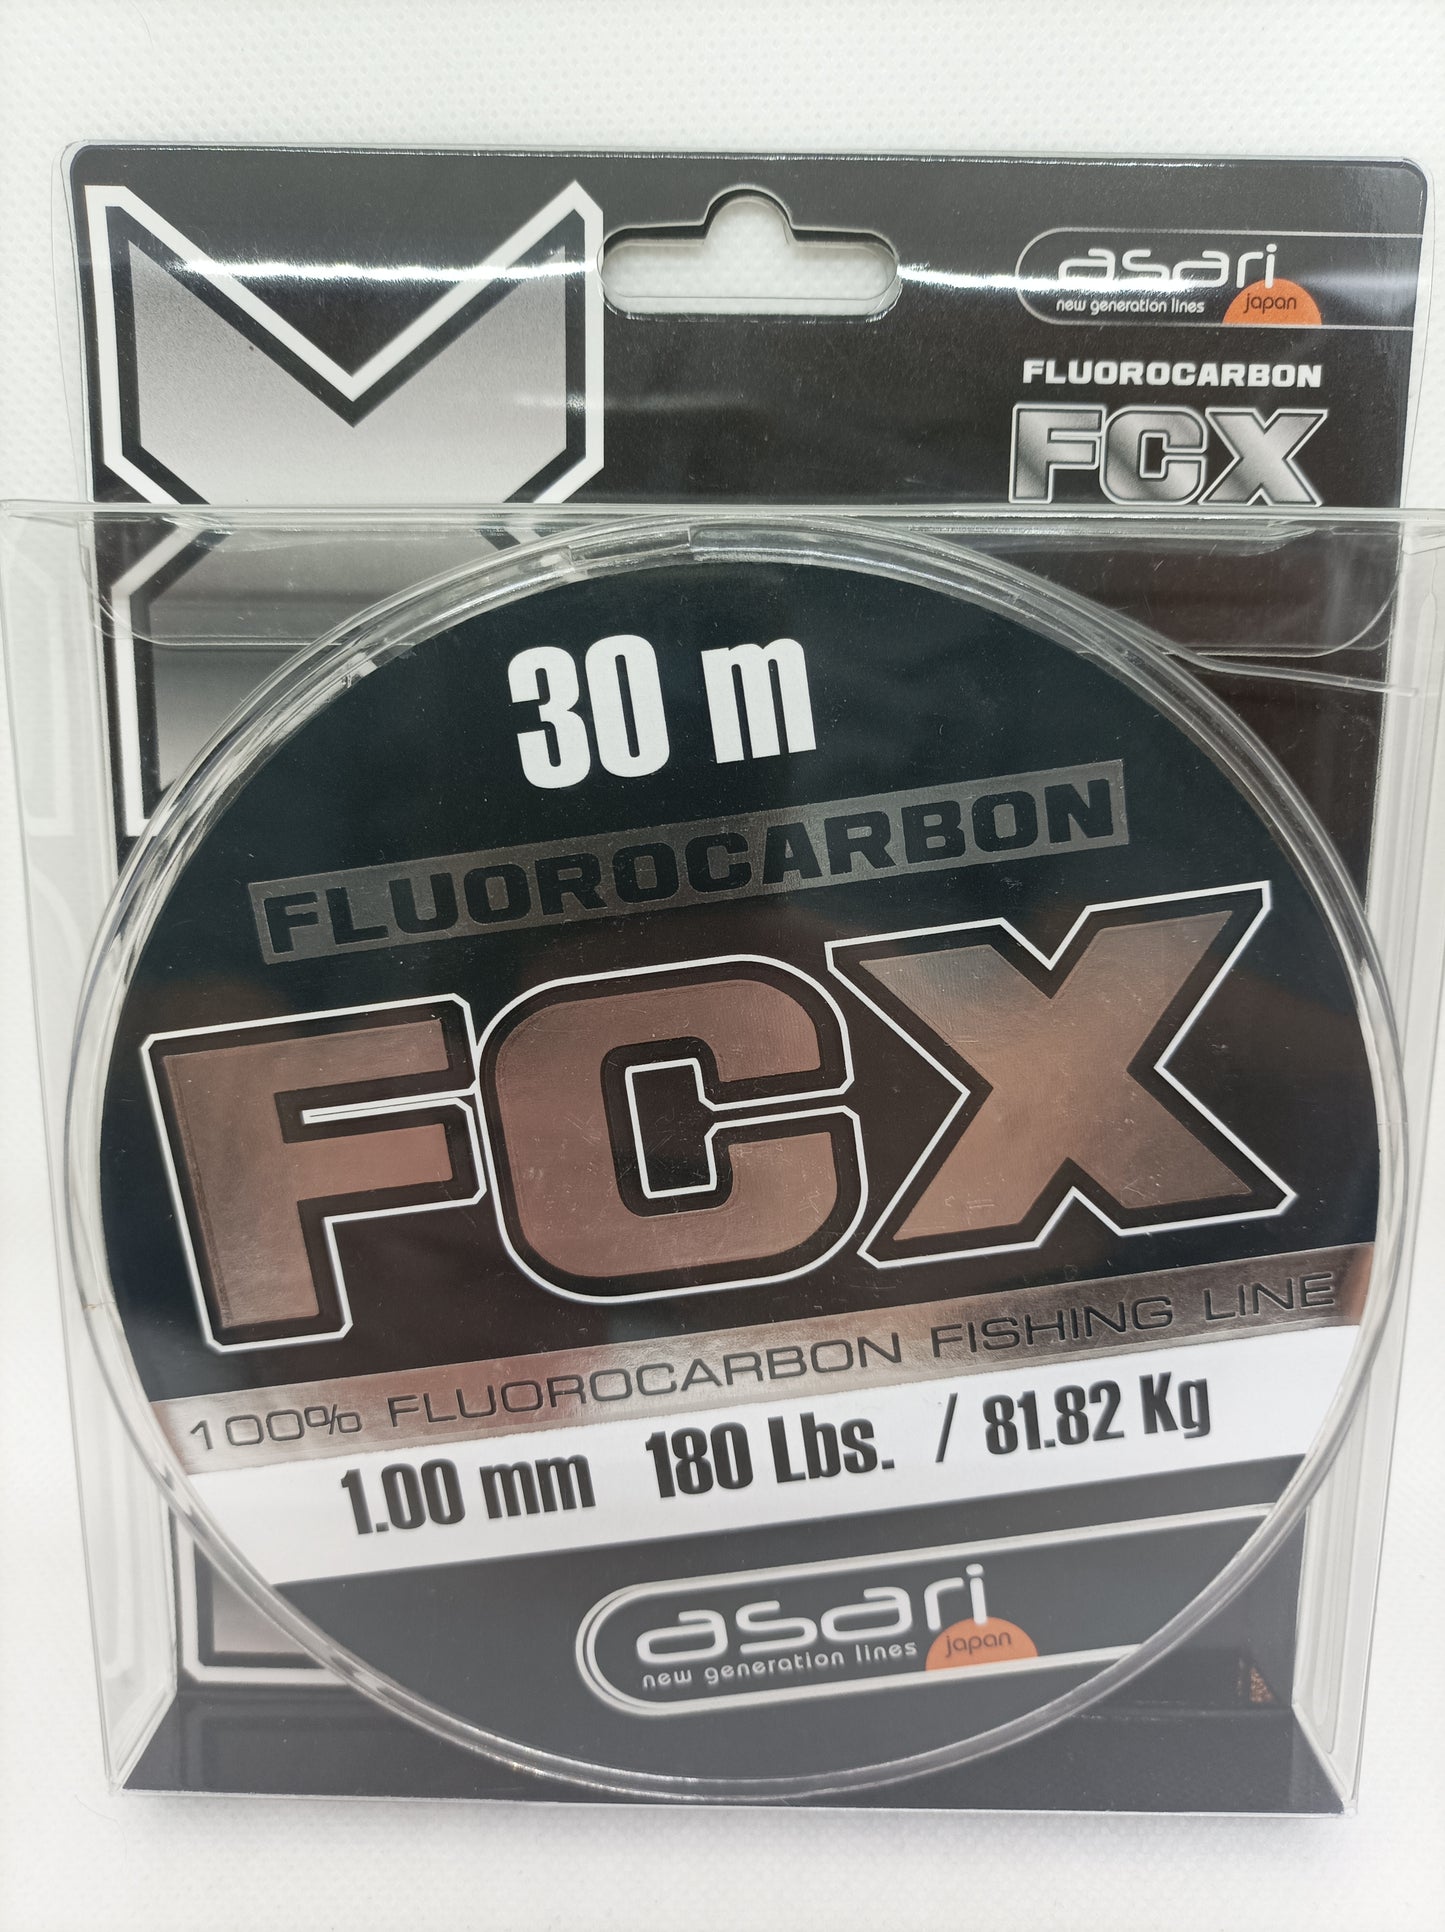 asari
new generation lines japan
FLUOROCARBON
FCX
30 m
FLUOROCARBON
FCX
100% FLUOROCARBON FISHING LINE
1.00 mm 180 Lbs. / 81.82 Kg
asari
new generation lines japan